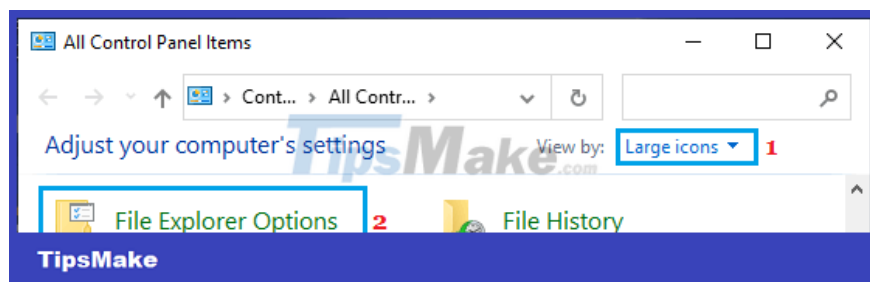 All Control Panel Items
Cont... > All Contr... >
Adjust your computer's settings
View by: Large icons 1
TipsMake.com
File Explorer Options 2
File History
TipsMake